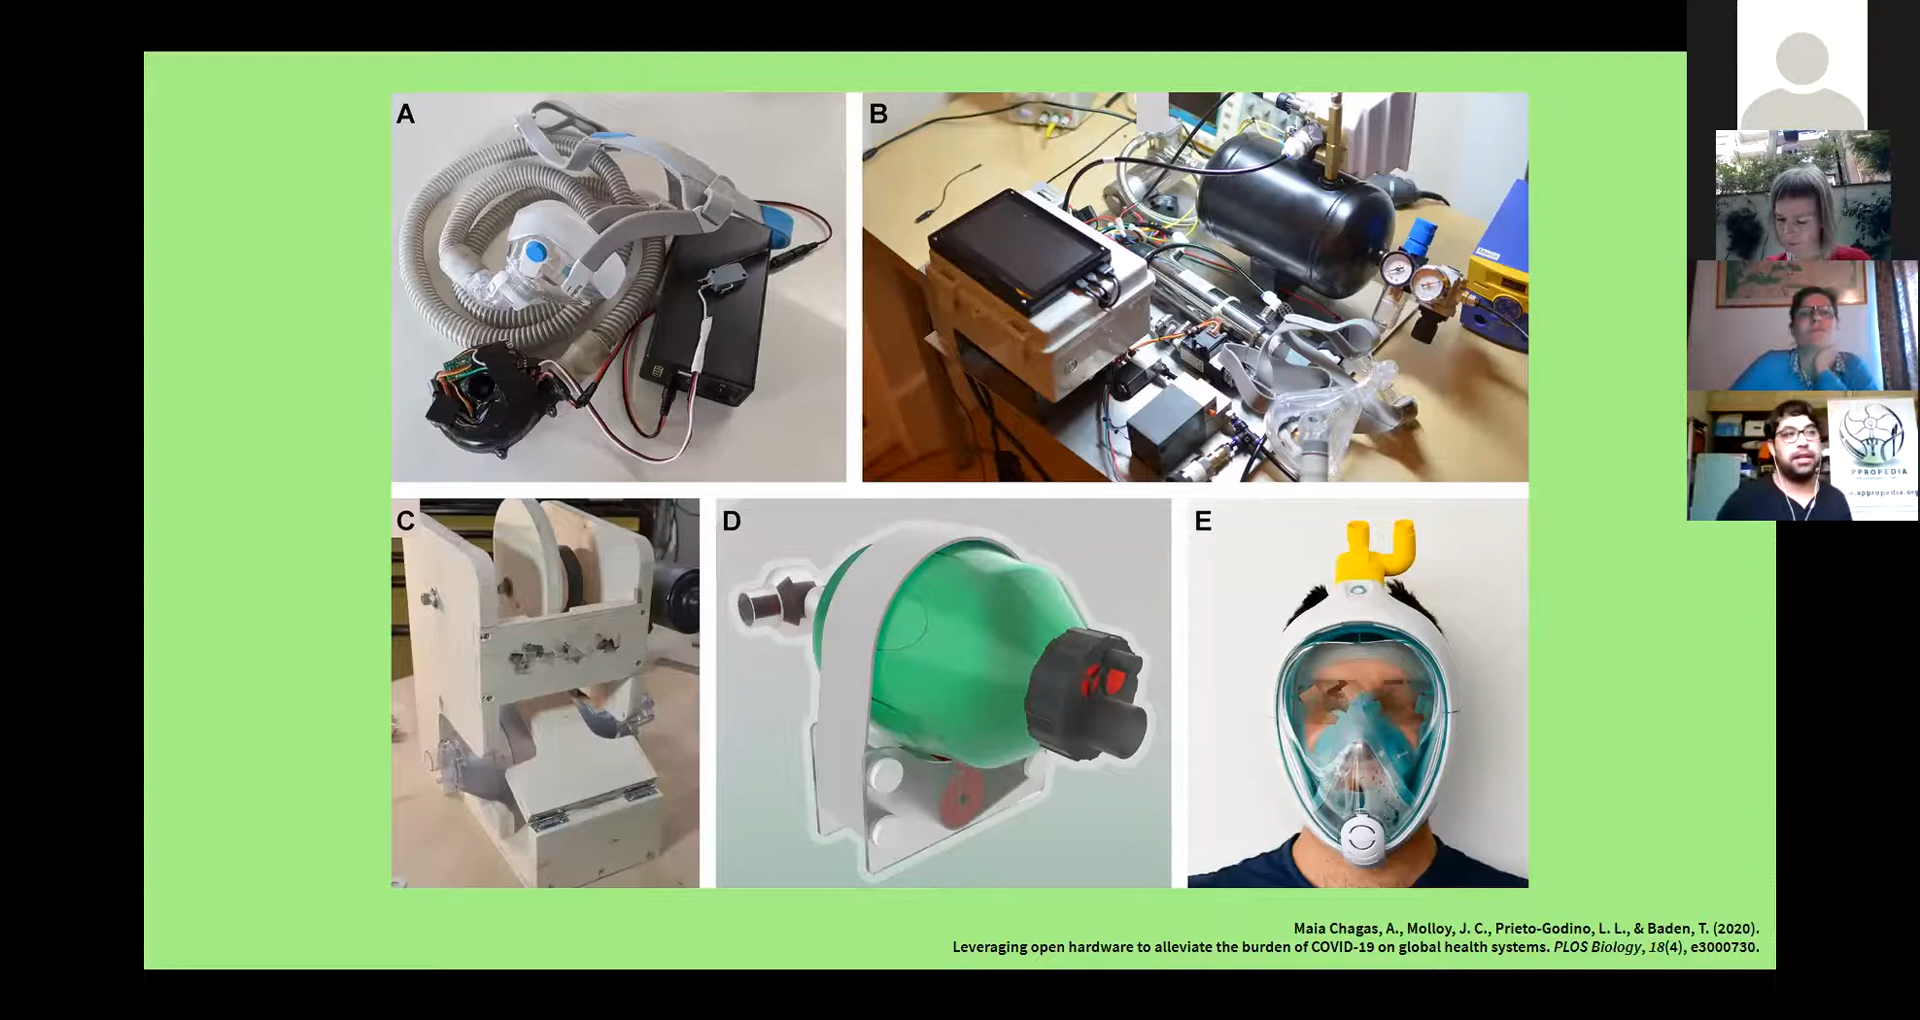 A
B
C
D
E
PPROPEDIA
.appropedia.org
Maia Chagas, A., Molloy, J. C., Prieto-Godino, L. L., & Baden, T. (2020).
Leveraging open hardware to alleviate the burden of COVID-19 on global health systems. PLOS Biology, 18(4), e3000730.